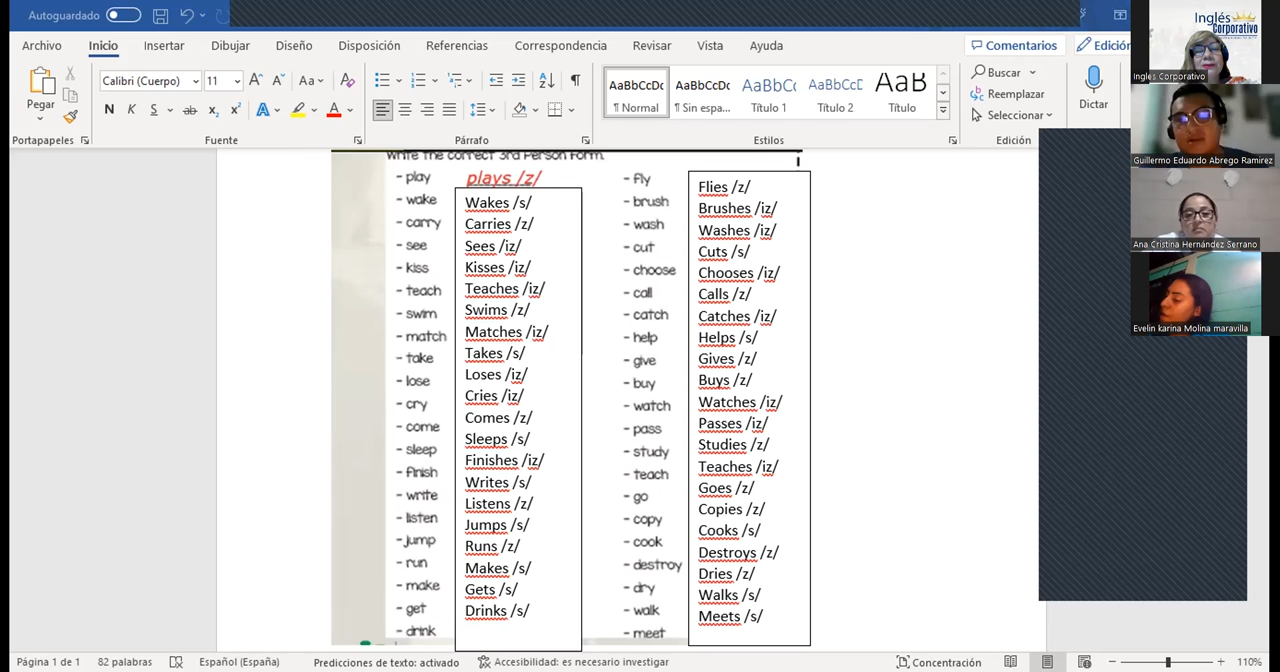 Autoguardado
Archivo Inicio Insertar Dibujar Diseño Disposición Referencias Correspondencia Revisar Vista Ayuda Comentarios Edición
Pegar
Calibri (Cuerpo) 11 A A Aa A
N K S ab x₂ x² A A
AaBbCcDc AaBbCcDc AaBbCc AaBbCcD AaB
¶ Normal ¶ Sin espa... Título 1 Título 2 Título
Buscar
Reemplazar
Seleccionar
Dictar
Portapapeles Fuente Párrafo Estilos Edición
Write the correct 3rd Person Form.
- play plays /z/
- wake Wakes /s/
- carry Carries /z/
- see Sees /iz/
- kiss Kisses /iz/
- teach Teaches /iz/
- swim Swims /z/
- match Matches /iz/
- take Takes /s/
- lose Loses /iz/
- cry Cries /iz/
- come Comes /z/
- sleep Sleeps /s/
- finish Finishes /iz/
- write Writes /s/
- listen Listens /z/
- jump Jumps /s/
- run Runs /z/
- make Makes /s/
- get Gets /s/
- drink Drinks /s/
- fly Flies /z/
- brush Brushes /iz/
- wash Washes /iz/
- cut Cuts /s/
- choose Chooses /iz/
- call Calls /z/
- catch Catches /iz/
- help Helps /s/
- give Gives /z/
- buy Buys /z/
- watch Watches /iz/
- pass Passes /iz/
- study Studies /z/
- teach Teaches /iz/
- go Goes /z/
- copy Copies /z/
- cook Cooks /s/
- destroy Destroys /z/
- dry Dries /z/
- walk Walks /s/
- meet Meets /s/
Inglés
Corporativo
Ingles Corporativo
Guillermo Eduardo Abrego Ramirez
Ana Cristina Hernández Serrano
Evelin karina Molina maravilla
Página 1 de 1 82 palabras Español (España) Predicciones de texto: activado Accesibilidad: es necesario investigar Concentración 110%